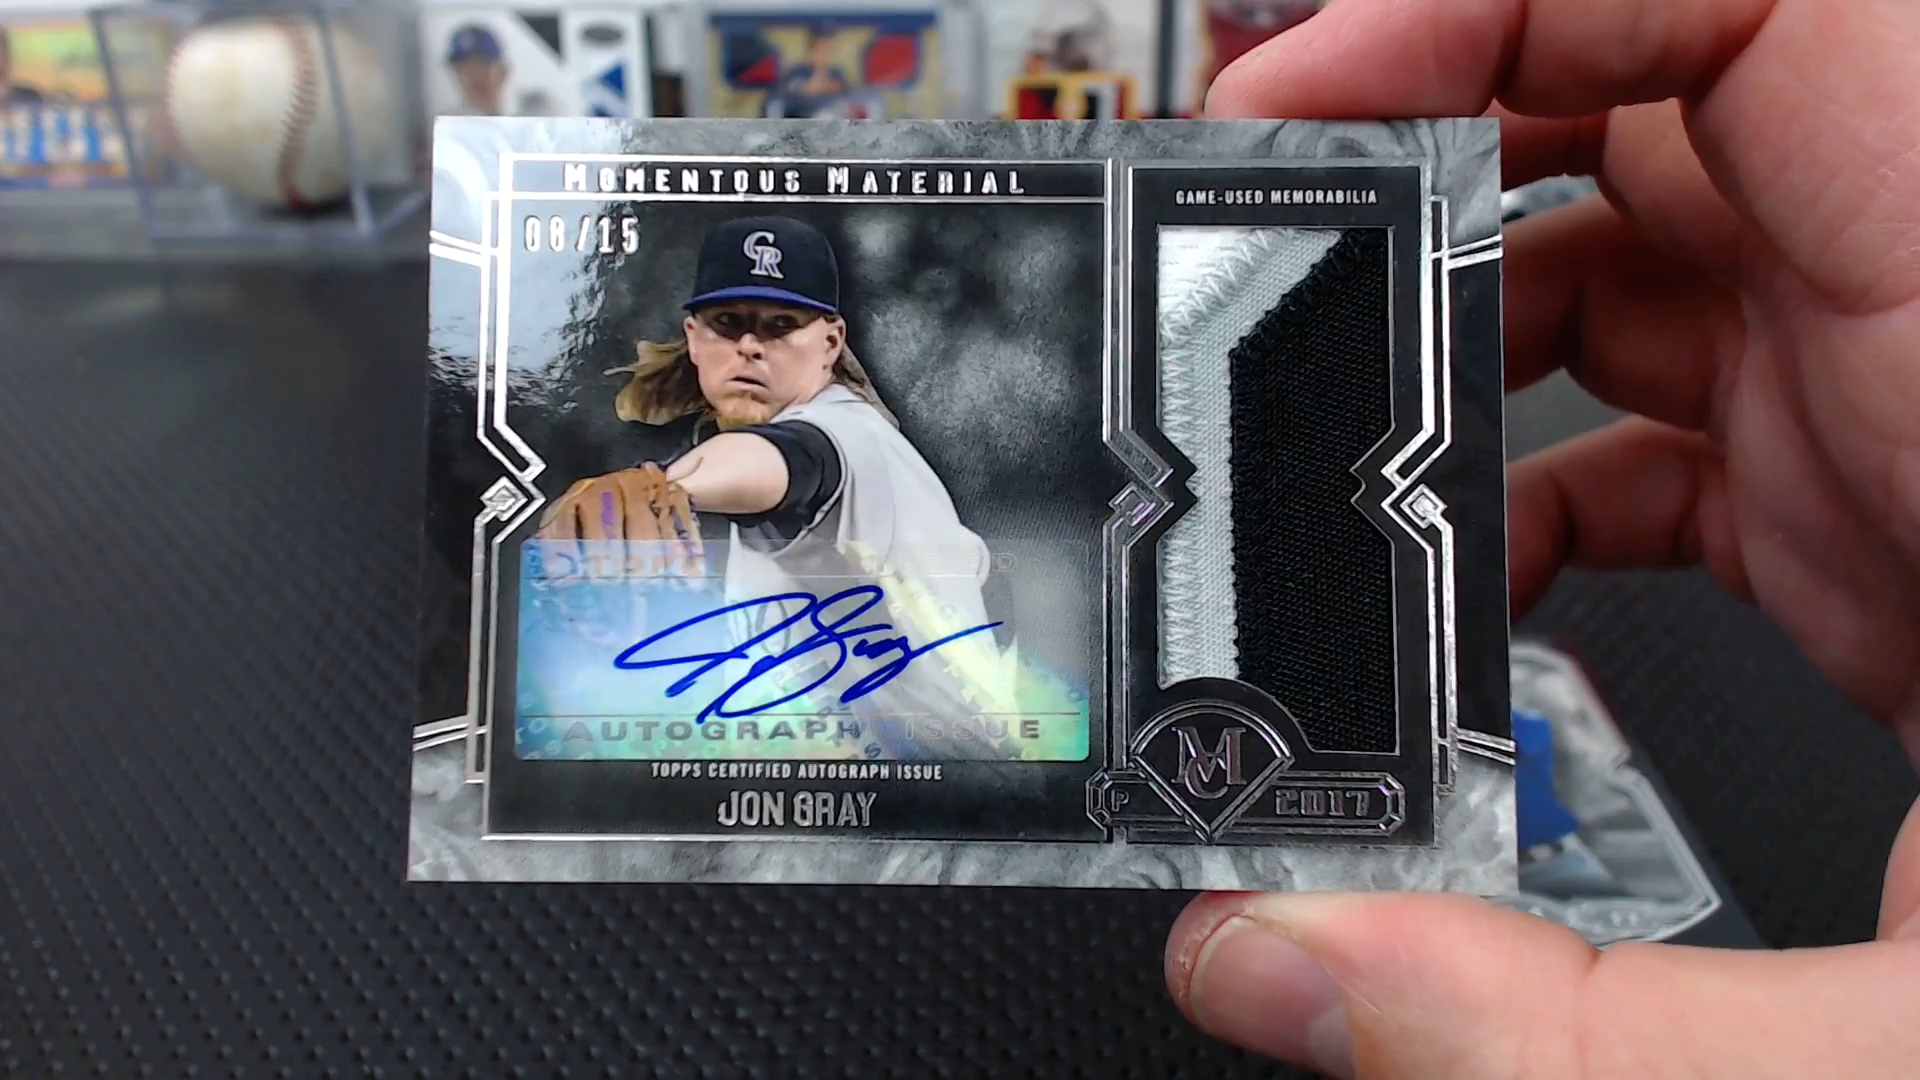 MOMENTOUS MATERIAL
GAME-USED MEMORABILIA
08/15
CR
AUTOGRAPH ISSUE
TOPPS CERTIFIED AUTOGRAPH ISSUE
JON GRAY
MC
P
2017